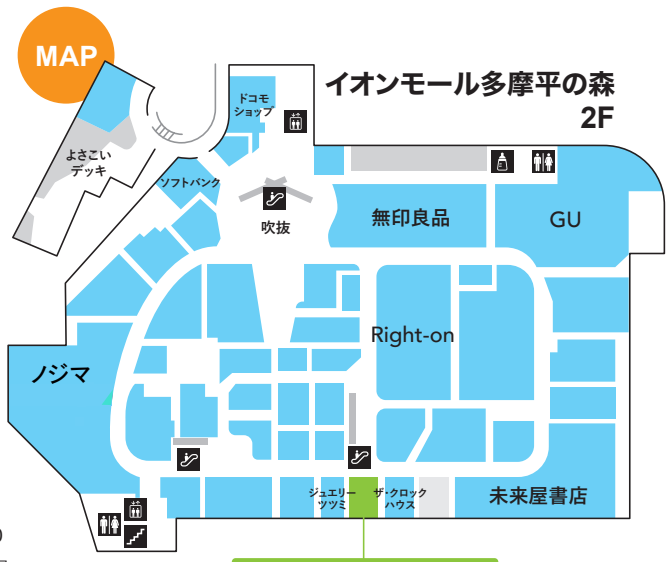 MAP
イオンモール多摩平の森
2F
ドコモ
ショップ
よさこい
デッキ
ソフトバンク
吹抜
無印良品
GU
Right-on
ノジマ
ジュエリー
ツツミ
ザ・クロック
ハウス
未来屋書店